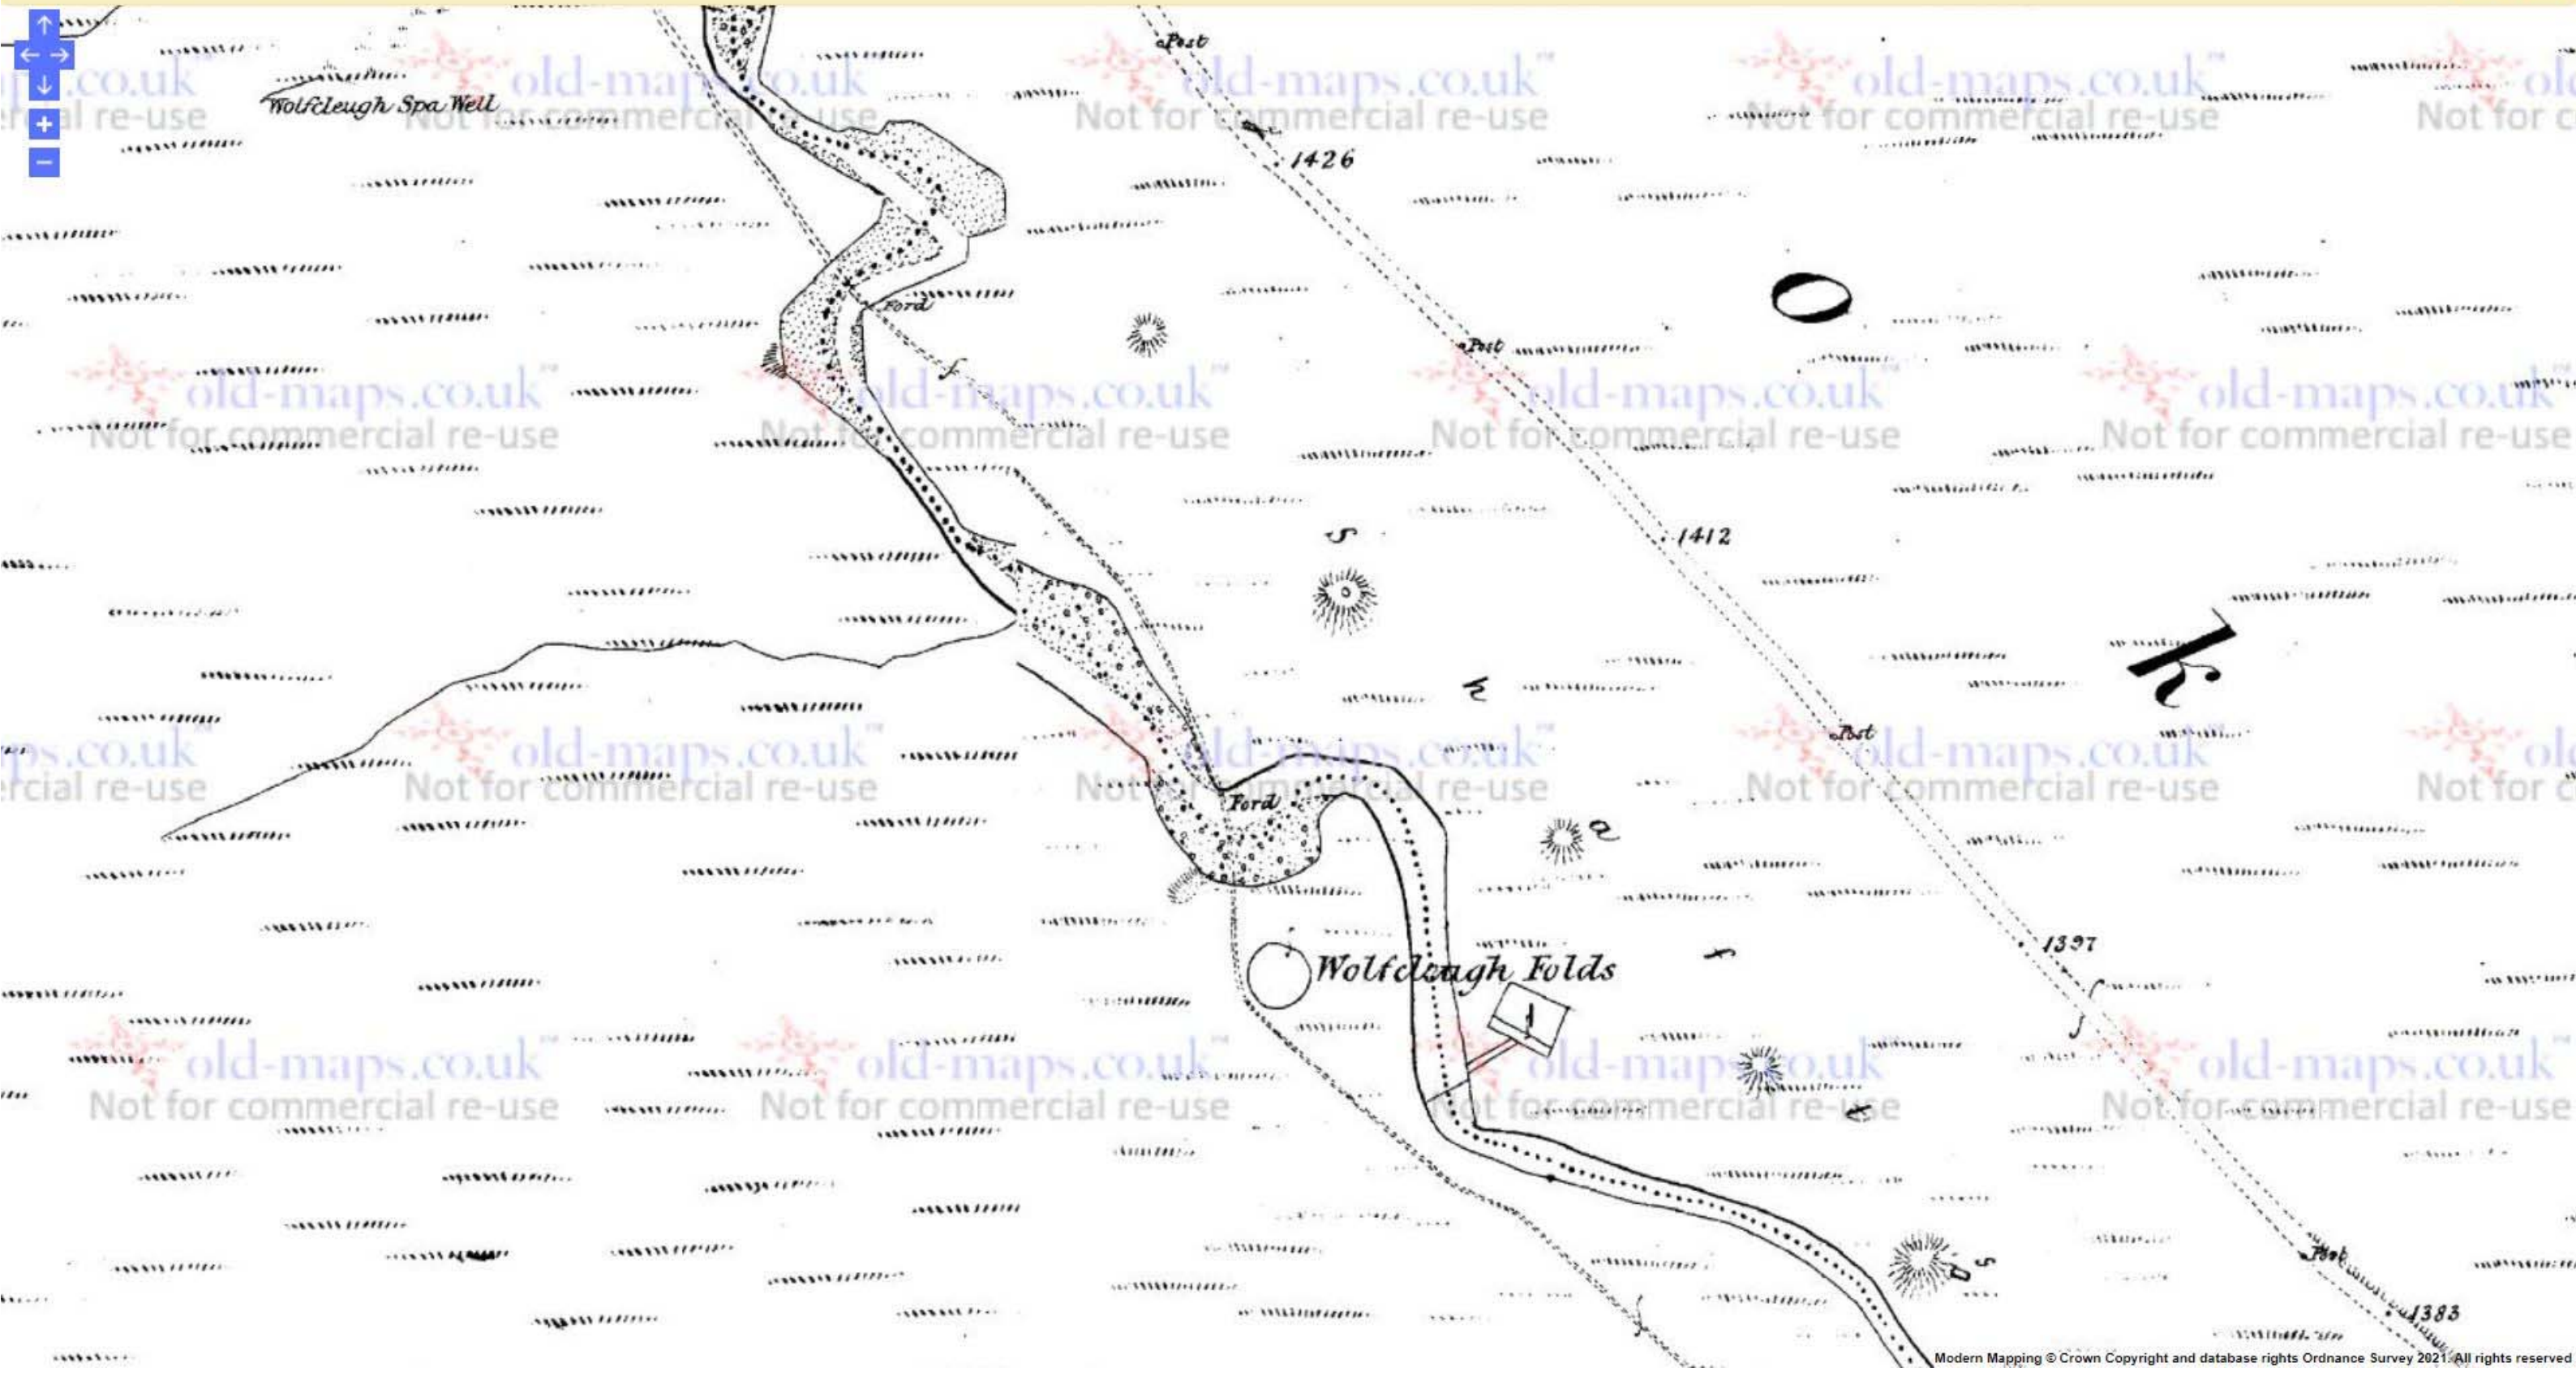 Post
Wolfcleugh Spa Well
1426
O
Ford
Post
1412
S
h
k
Post
Ford
a
f
1397
Wolfcleugh Folds
t
s
Post
1383
old-maps.co.uk™
Not for commercial re-use
Modern Mapping © Crown Copyright and database rights Ordnance Survey 2021. All rights reserved